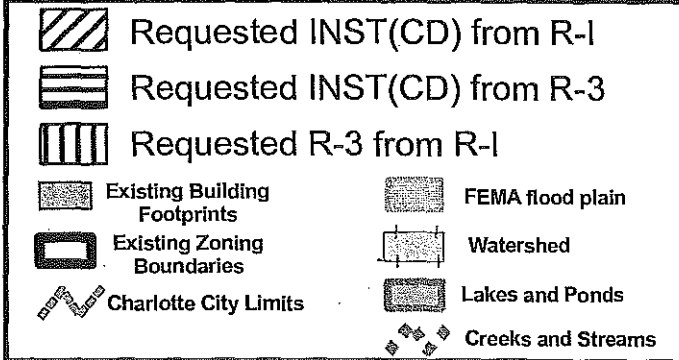 Requested INST(CD) from R-I
Requested INST(CD) from R-3
Requested R-3 from R-I
Existing Building
Footprints
Existing Zoning
Boundaries
Charlotte City Limits
FEMA flood plain
Watershed
Lakes and Ponds
Creeks and Streams